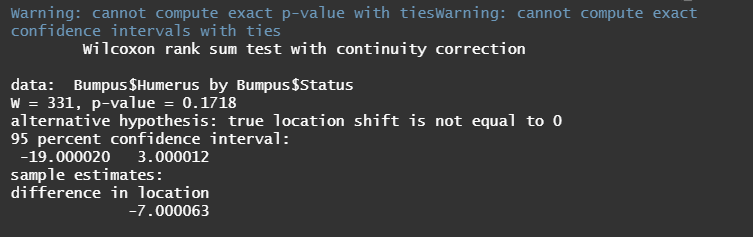 Warning: cannot compute exact p-value with tiesWarning: cannot compute exact
confidence intervals with ties
Wilcoxon rank sum test with continuity correction
data:  Bumpus$Humerus by Bumpus$Status
W = 331, p-value = 0.1718
alternative hypothesis: true location shift is not equal to 0
95 percent confidence interval:
-19.000020   3.000012
sample estimates:
difference in location
-7.000063